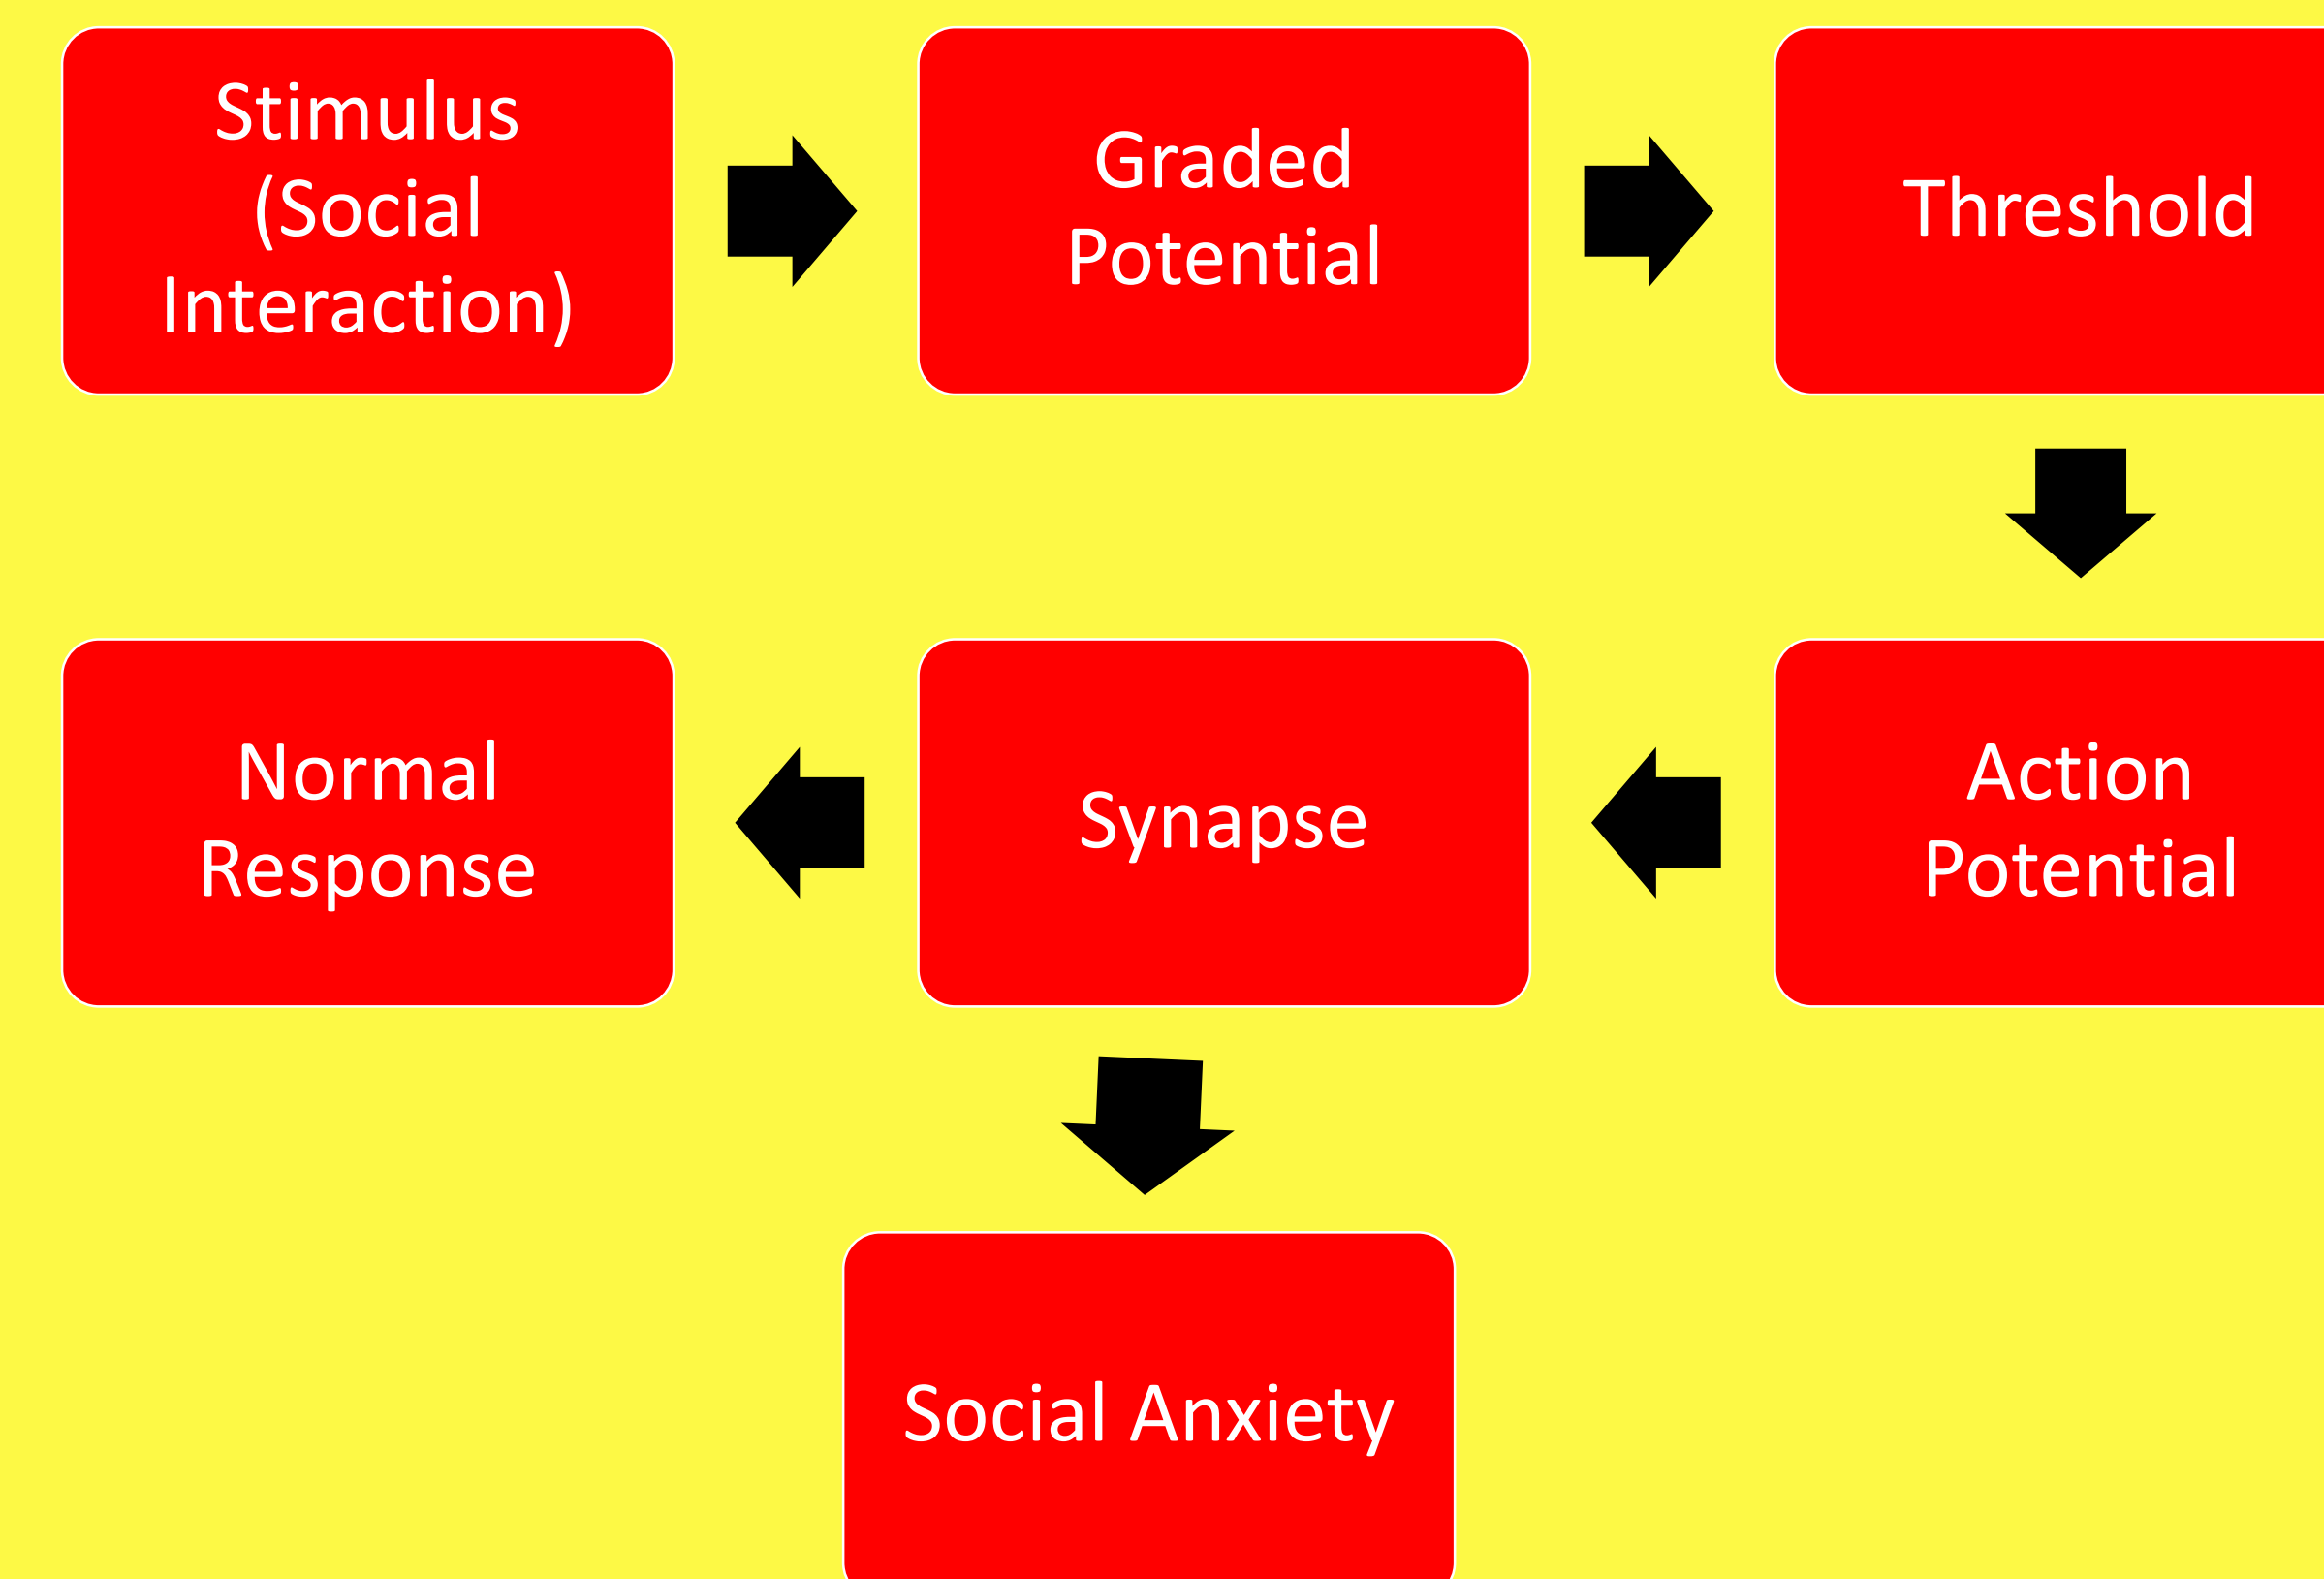 Stimulus
(Social
Interaction)
Graded
Potential
Threshold
Normal
Response
Synapse
Action
Potential
Social Anxiety